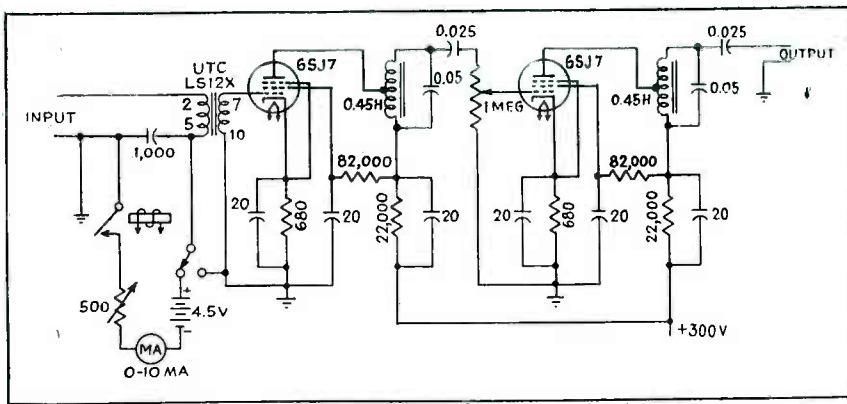 UTC
LS12X
6SJ7
0.025
0.05
0.45H
1 MEG
6SJ7
0.025
OUTPUT
0.05
0.45H
INPUT
2
5
7
10
1,000
82,000
82,000
20
680
20
22,000
20
20
680
20
22,000
20
500
4.5V
+
-
MA
0-10 MA
+300V